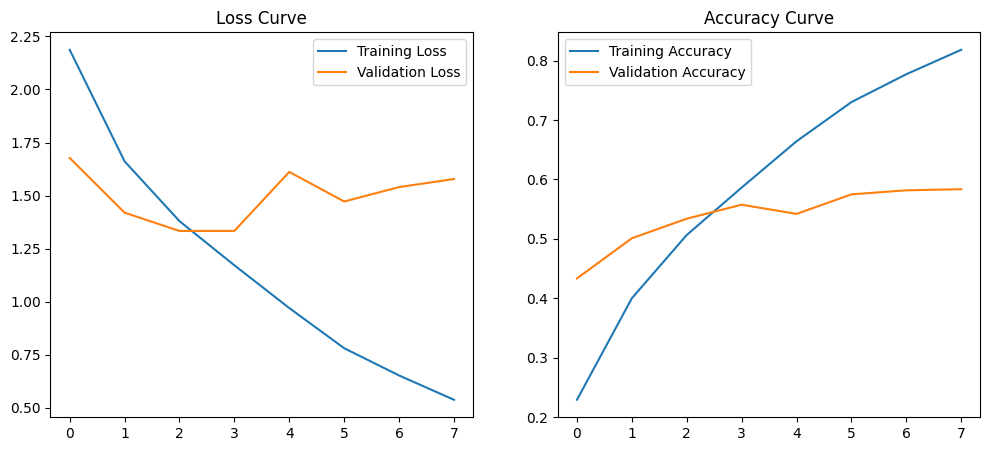 Loss Curve
2.25
2.00
1.75
1.50
1.25
1.00
0.75
0.50
0 1 2 3 4 5 6 7
Training Loss
Validation Loss
Accuracy Curve
0.8
0.7
0.6
0.5
0.4
0.3
0.2
0 1 2 3 4 5 6 7
Training Accuracy
Validation Accuracy